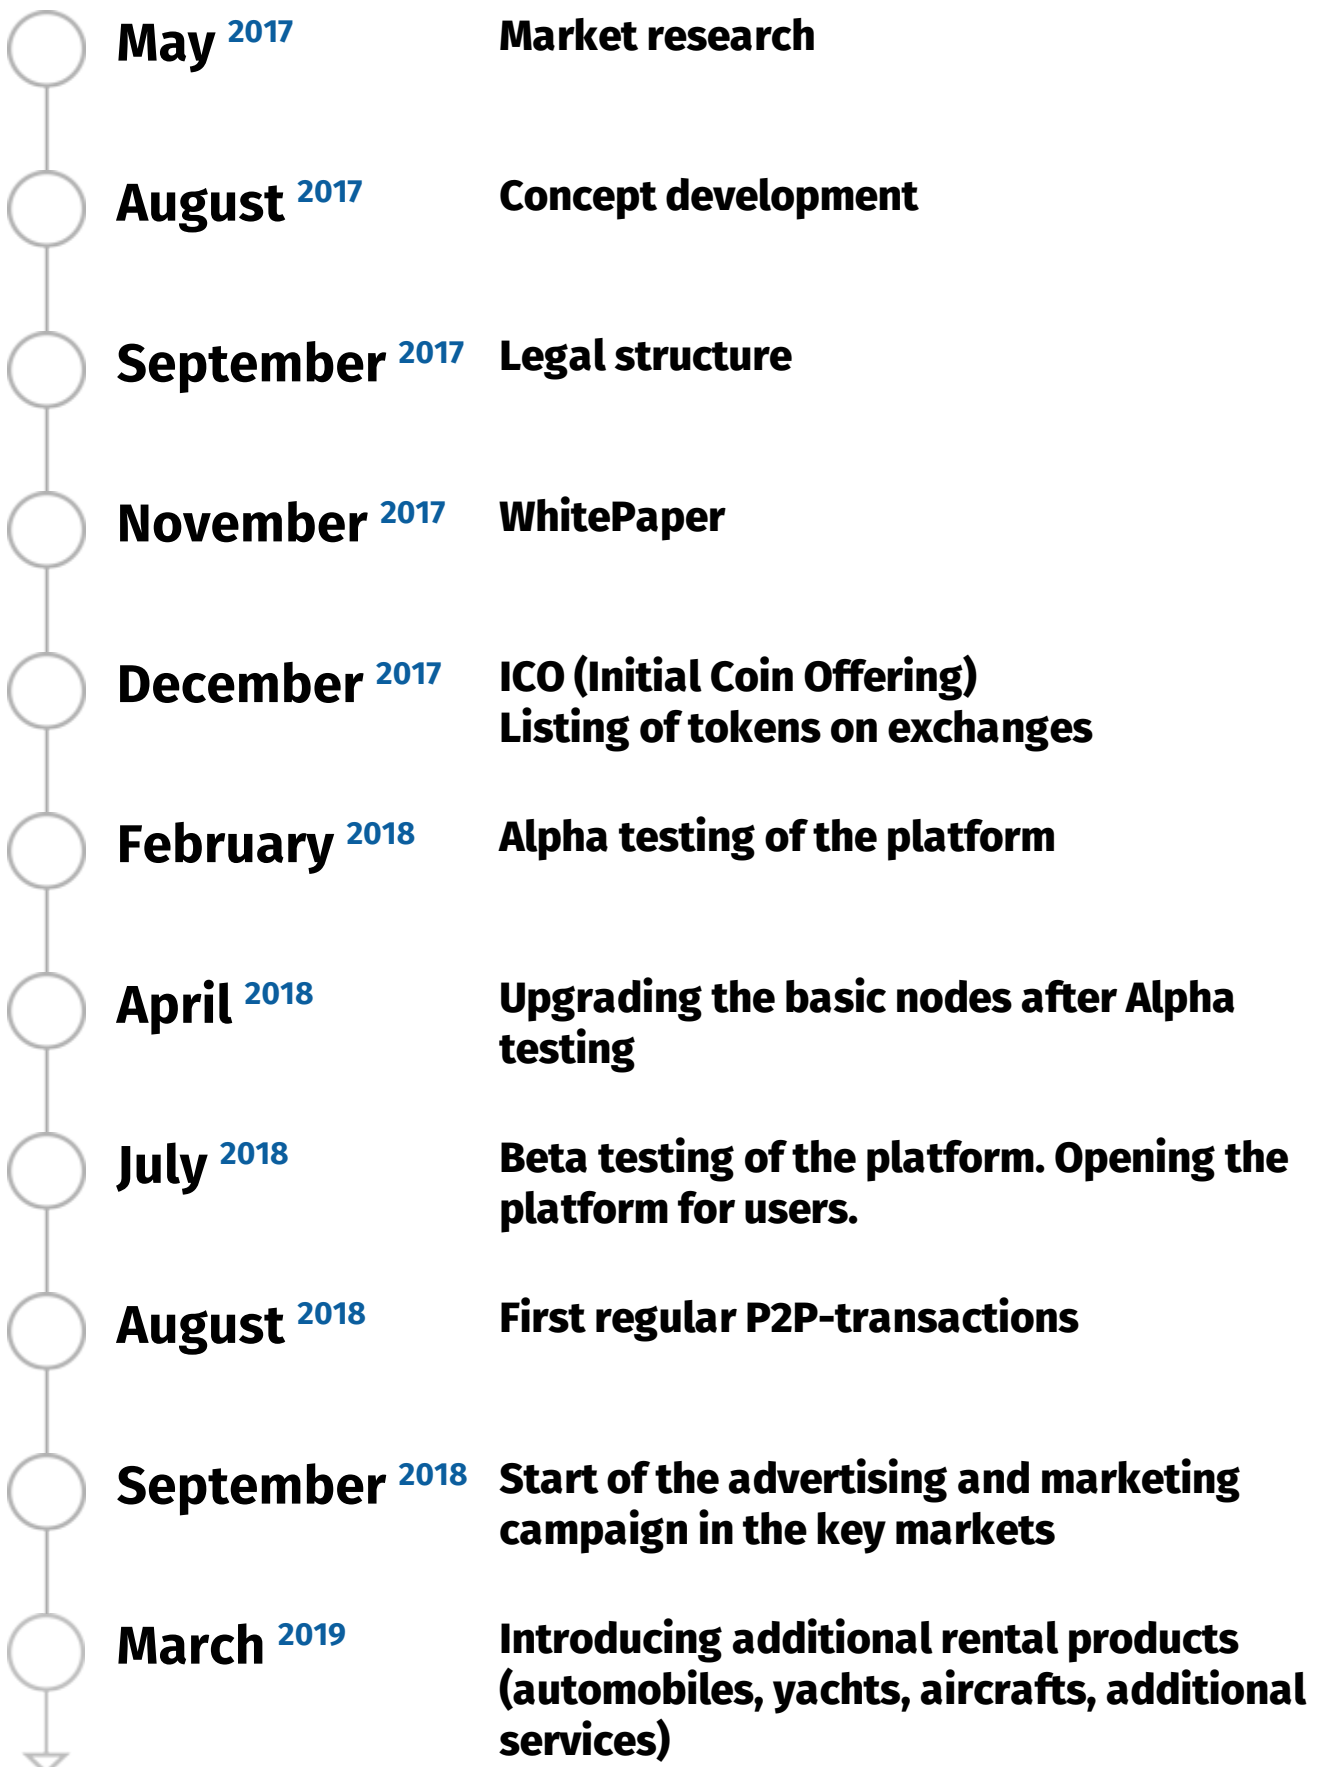 May 2017 Market research
August 2017 Concept development
September 2017 Legal structure
November 2017 WhitePaper
December 2017 ICO (Initial Coin Offering)
Listing of tokens on exchanges
February 2018 Alpha testing of the platform
April 2018 Upgrading the basic nodes after Alpha
testing
July 2018 Beta testing of the platform. Opening the
platform for users.
August 2018 First regular P2P-transactions
September 2018 Start of the advertising and marketing
campaign in the key markets
March 2019 Introducing additional rental products
(automobiles, yachts, aircrafts, additional
services)